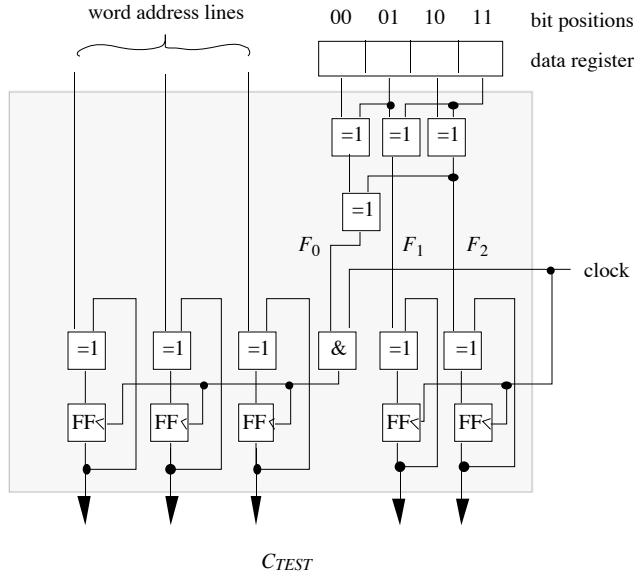 word address lines
00 01 10 11 bit positions
data register
=1 =1 =1
=1
F0 F1 F2
clock
=1 =1 =1 & =1 =1
FF FF FF FF FF
CTEST